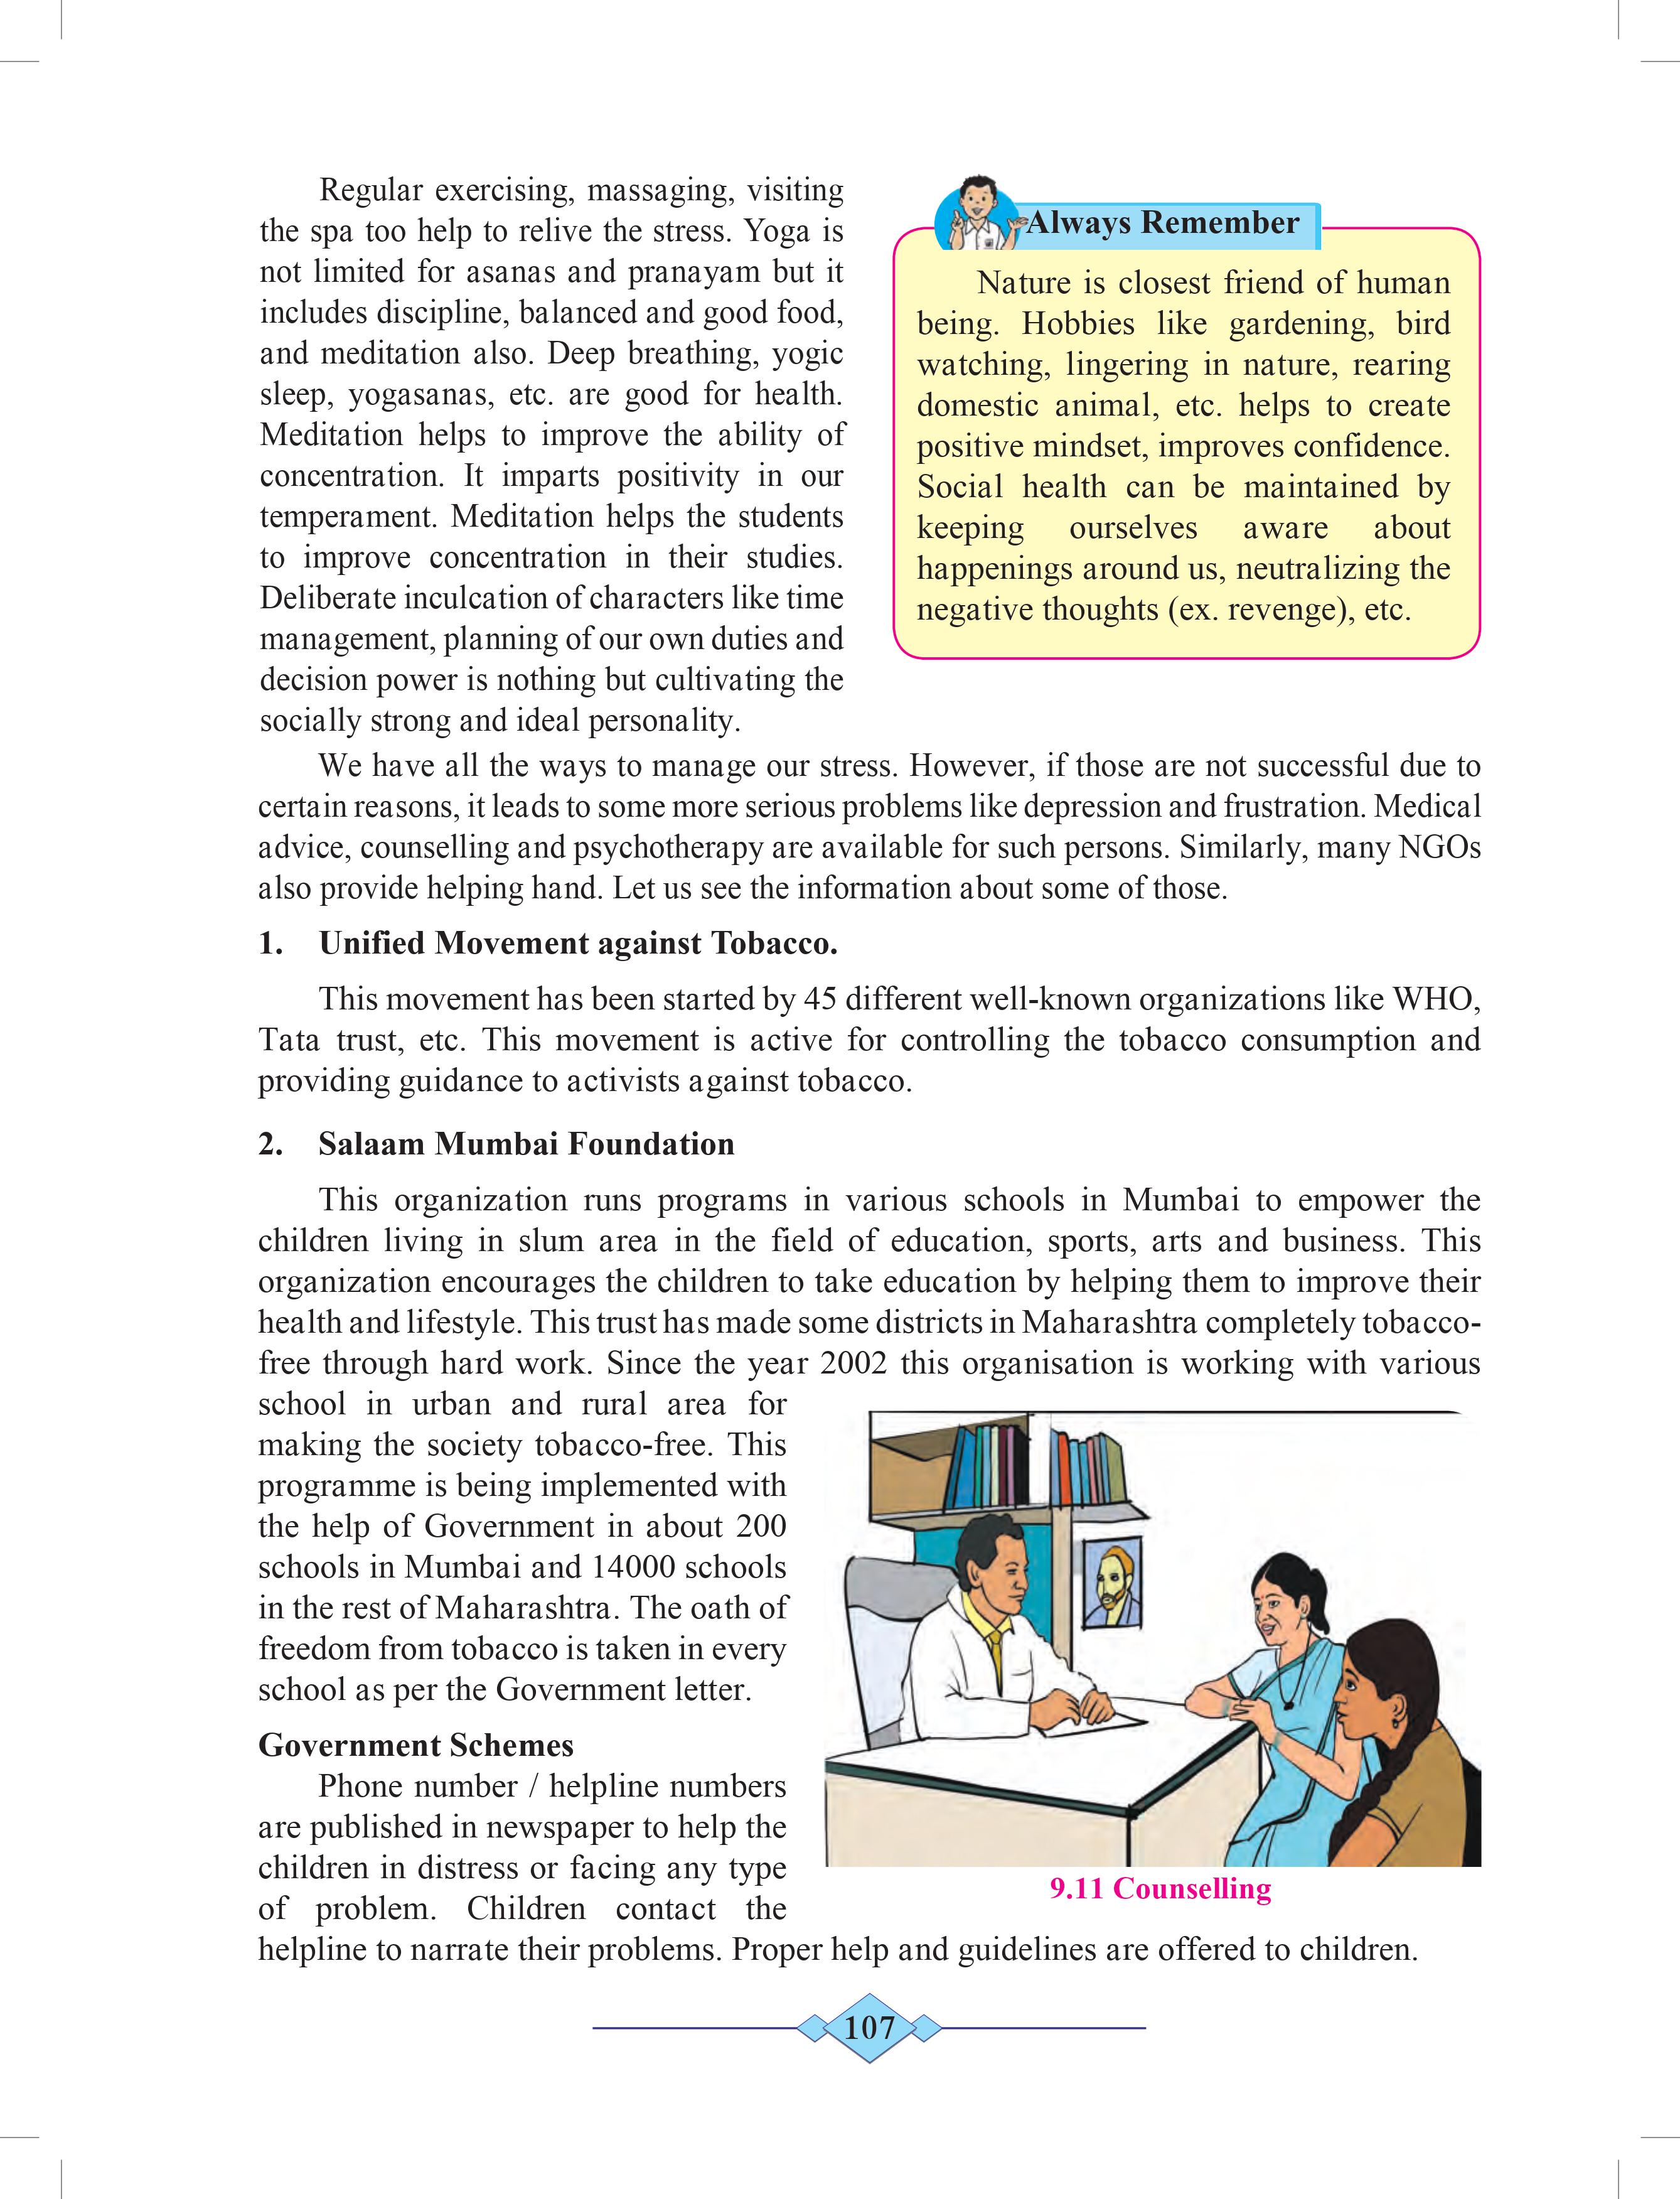 Regular exercising, massaging, visiting
the spa too help to relive the stress. Yoga is
not limited for asanas and pranayam but it
includes discipline, balanced and good food,
and meditation also. Deep breathing, yogic
sleep, yogasanas, etc. are good for health.
Meditation helps to improve the ability of
concentration. It imparts positivity in our
temperament. Meditation helps the students
to improve concentration in their studies.
Deliberate inculcation of characters like time
management, planning of our own duties and
decision power is nothing but cultivating the
socially strong and ideal personality.
Always Remember
Nature is closest friend of human
being. Hobbies like gardening, bird
watching, lingering in nature, rearing
domestic animal, etc. helps to create
positive mindset, improves confidence.
Social health can be maintained by
keeping ourselves aware about
happenings around us, neutralizing the
negative thoughts (ex. revenge), etc.
We have all the ways to manage our stress. However, if those are not successful due to
certain reasons, it leads to some more serious problems like depression and frustration. Medical
advice, counselling and psychotherapy are available for such persons. Similarly, many NGOs
also provide helping hand. Let us see the information about some of those.
1. Unified Movement against Tobacco.
This movement has been started by 45 different well-known organizations like WHO,
Tata trust, etc. This movement is active for controlling the tobacco consumption and
providing guidance to activists against tobacco.
2. Salaam Mumbai Foundation
This organization runs programs in various schools in Mumbai to empower the
children living in slum area in the field of education, sports, arts and business. This
organization encourages the children to take education by helping them to improve their
health and lifestyle. This trust has made some districts in Maharashtra completely tobacco-
free through hard work. Since the year 2002 this organisation is working with various
school in urban and rural area for
making the society tobacco-free. This
programme is being implemented with
the help of Government in about 200
schools in Mumbai and 14000 schools
in the rest of Maharashtra. The oath of
freedom from tobacco is taken in every
school as per the Government letter.
Government Schemes
Phone number / helpline numbers
are published in newspaper to help the
children in distress or facing any type
of problem. Children contact the
helpline to narrate their problems. Proper help and guidelines are offered to children.
9.11 Counselling
107